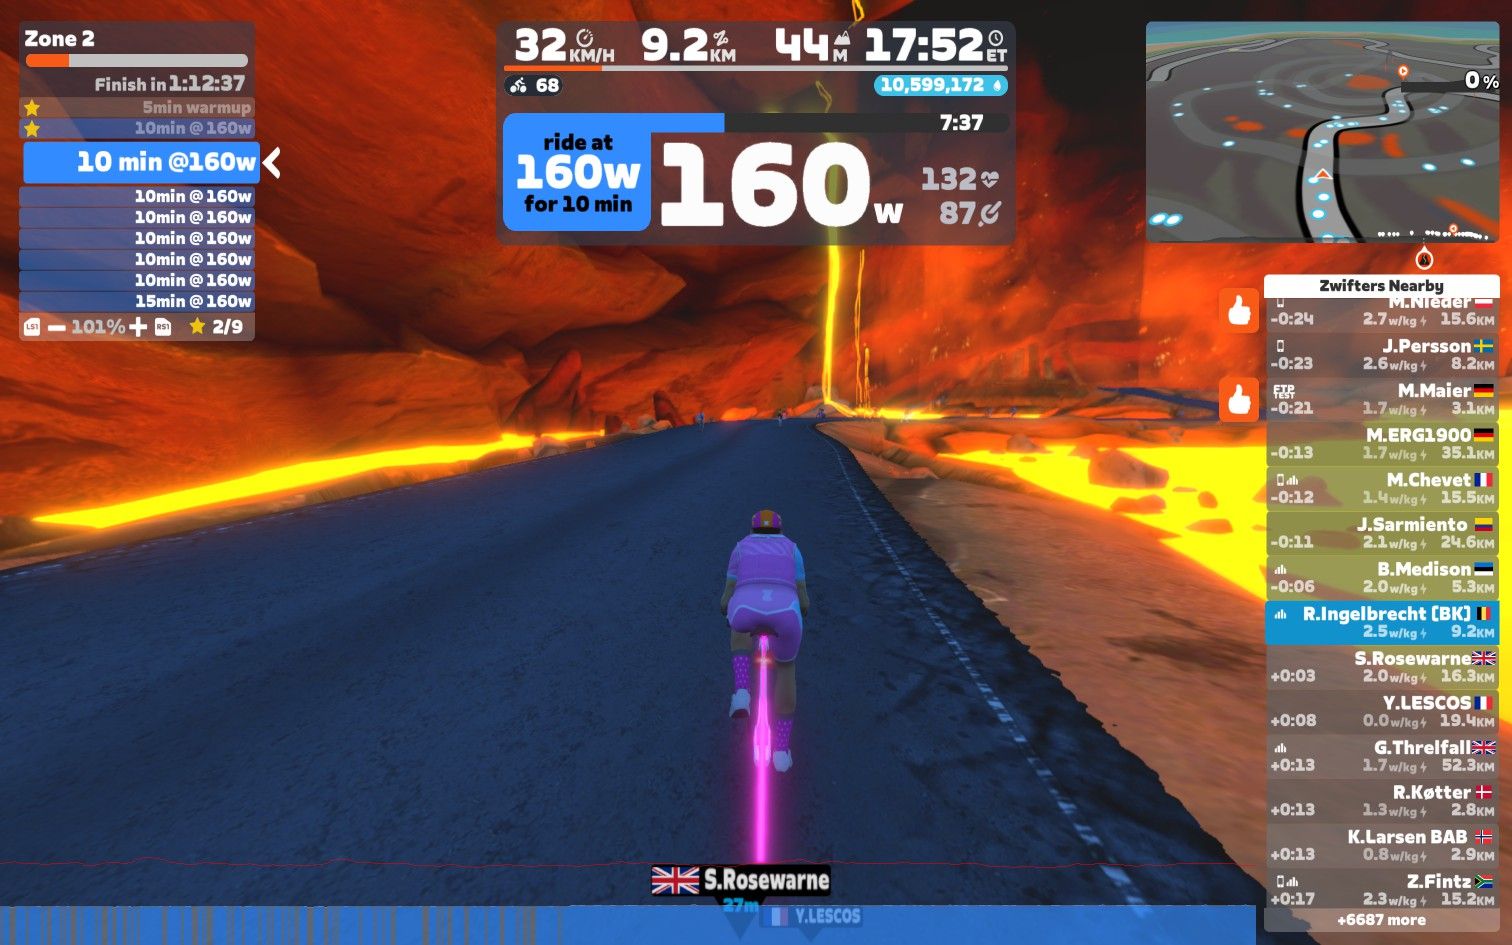 Zone 2
Finish in 1:12:37
5min warmup
10min @ 160w
10 min @160w
10min @ 160w
10min @ 160w
10min @ 160w
10min @ 160w
10min @ 160w
15min @ 160w
LS1 — 101% + RS1 2/9
32 KM/H 9.2 KM 44 M 17:52 ET
68 10,599,172
7:37
ride at
160w
for 10 min
160 w
132
87
0 %
Zwifters Nearby
M.Nieder
-0:24 2.7 w/kg 15.6KM
J.Persson
-0:23 2.6 w/kg 8.2KM
FTP TEST M.Maier
-0:21 1.7 w/kg 3.1KM
M.ERG1900
-0:13 1.7 w/kg 35.1KM
M.Chevet
-0:12 1.4 w/kg 15.5KM
J.Sarmiento
-0:11 2.1 w/kg 24.6KM
B.Medison
-0:06 2.0 w/kg 5.3KM
R.Ingelbrecht [BK]
2.5 w/kg 9.2KM
S.Rosewarne
+0:03 2.0 w/kg 16.3KM
Y.LESCOS
+0:08 0.0 w/kg 19.4KM
G.Threlfall
+0:13 1.7 w/kg 52.3KM
R.Køtter
+0:13 1.3 w/kg 2.8KM
K.Larsen BAB
+0:13 0.8 w/kg 2.9KM
Z.Fintz
+0:17 2.3 w/kg 15.2KM
+6687 more
S.Rosewarne
27m
Y.LESCOS